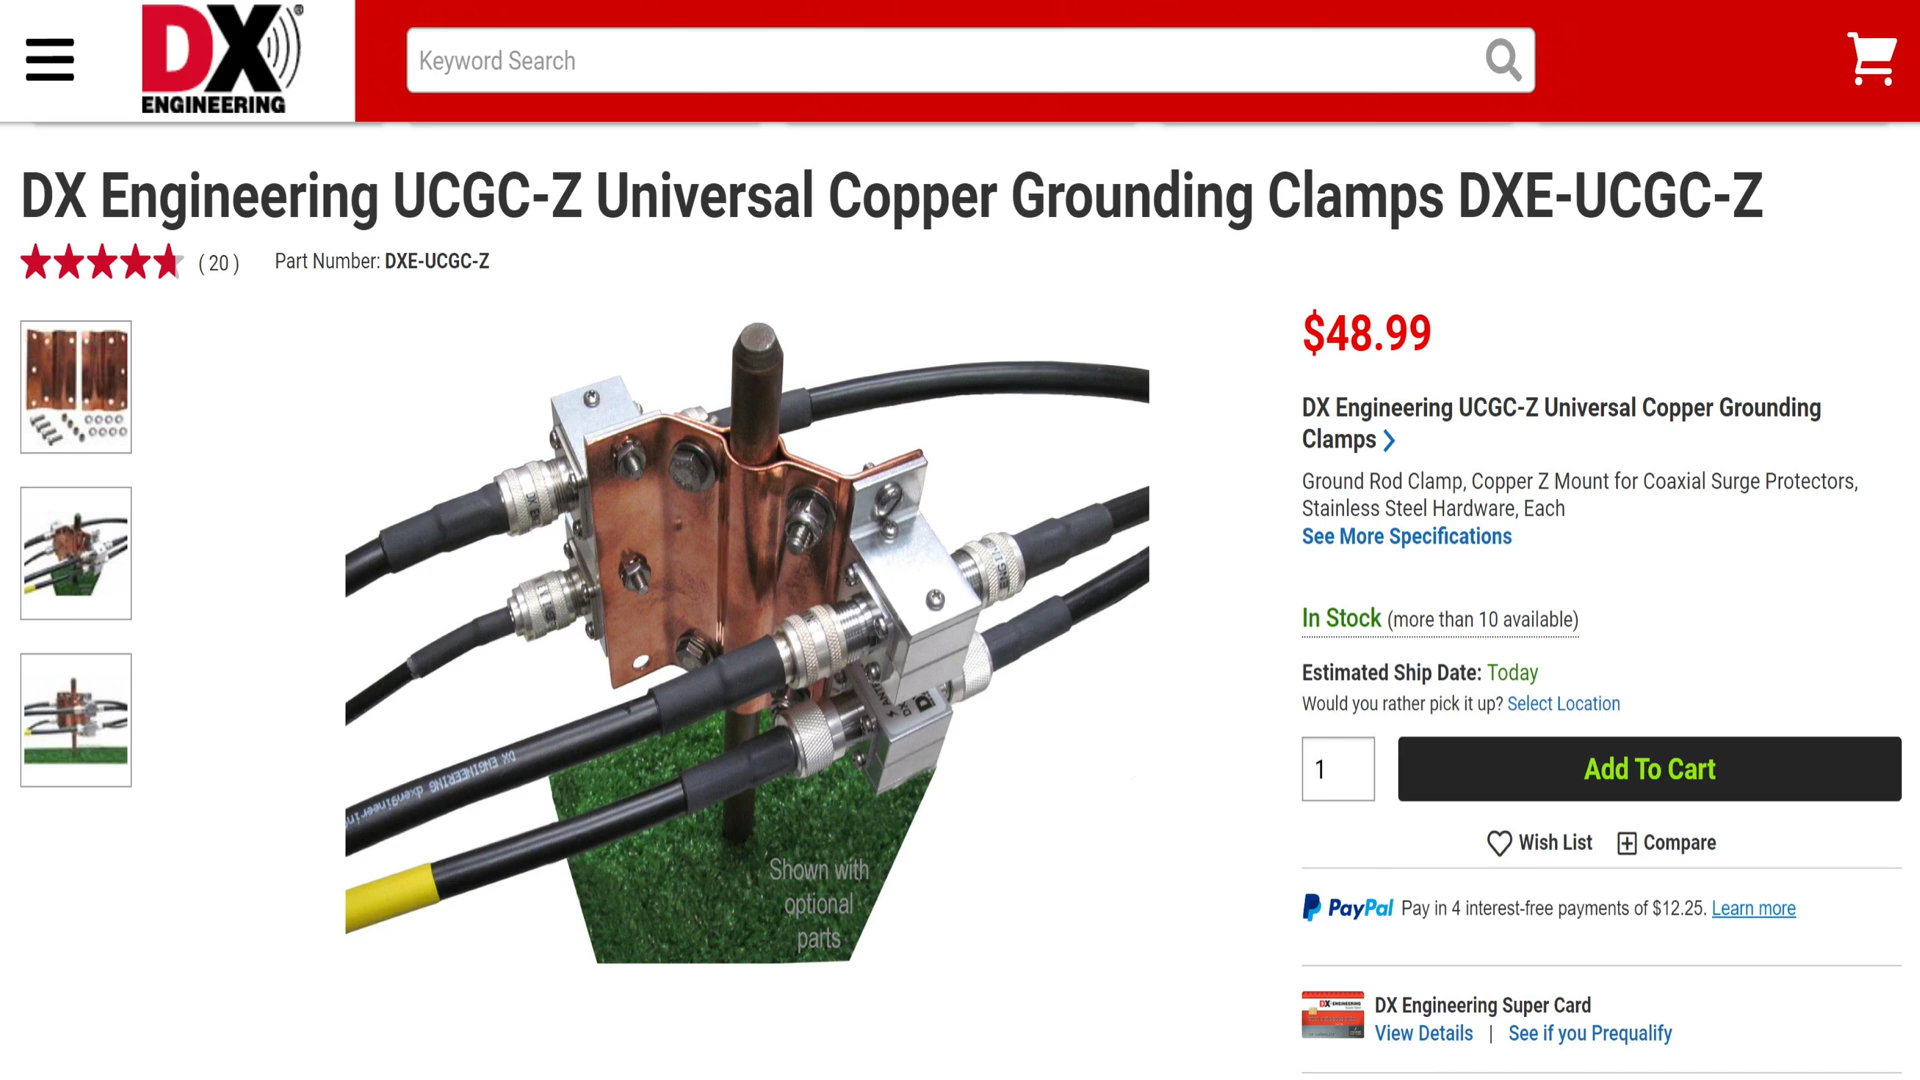 DX
ENGINEERING
Keyword Search
DX Engineering UCGC-Z Universal Copper Grounding Clamps DXE-UCGC-Z
( 20 ) Part Number: DXE-UCGC-Z
$48.99
DX Engineering UCGC-Z Universal Copper Grounding
Clamps
Ground Rod Clamp, Copper Z Mount for Coaxial Surge Protectors,
Stainless Steel Hardware, Each
See More Specifications
In Stock (more than 10 available)
Estimated Ship Date: Today
Would you rather pick it up? Select Location
1 Add To Cart
Wish List Compare
PayPal Pay in 4 interest-free payments of $12.25. Learn more
DX Engineering Super Card
View Details | See if you Prequalify
DX ENGINEERING
Shown with
optional
parts